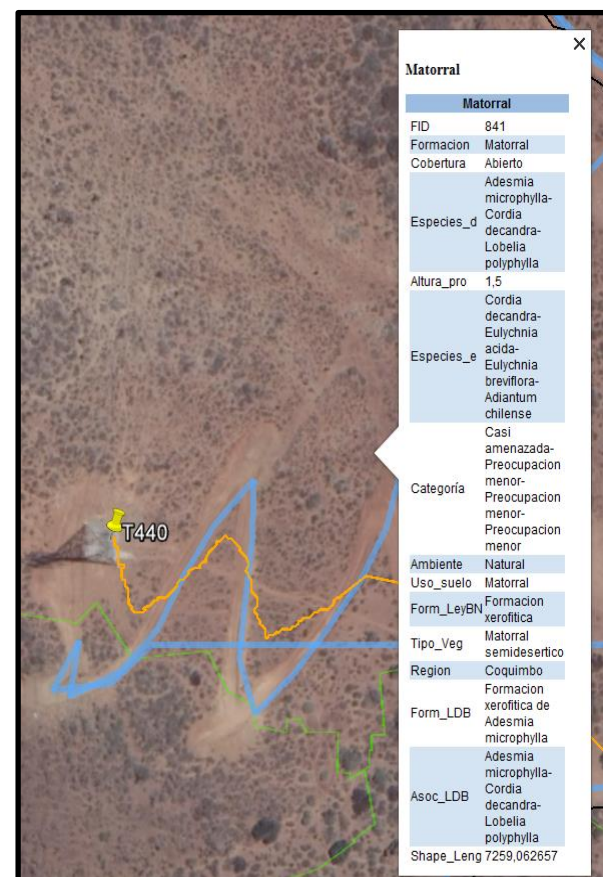 Matorral
Matorral
FID 841
Formacion Matorral
Cobertura Abierto
Especies_d Adesmia
microphylla-
Cordia
decandra-
Lobelia
polyphylla
Altura_pro 1,5
Especies_e Cordia
decandra-
Eulychnia
acida-
Eulychnia
breviflora-
Adiantum
chilense
Categoría Casi
amenazada-
Preocupacion
menor-
Preocupacion
menor-
Preocupacion
menor
Ambiente Natural
Uso_suelo Matorral
Form_LeyBN Formacion
xerofitica
Tipo_Veg Matorral
semidesertico
Region Coquimbo
Form_LDB Formacion
xerofitica de
Adesmia
microphylla
Asoc_LDB Adesmia
microphylla-
Cordia
decandra-
Lobelia
polyphylla
Shape_Leng 7259,062657
T440